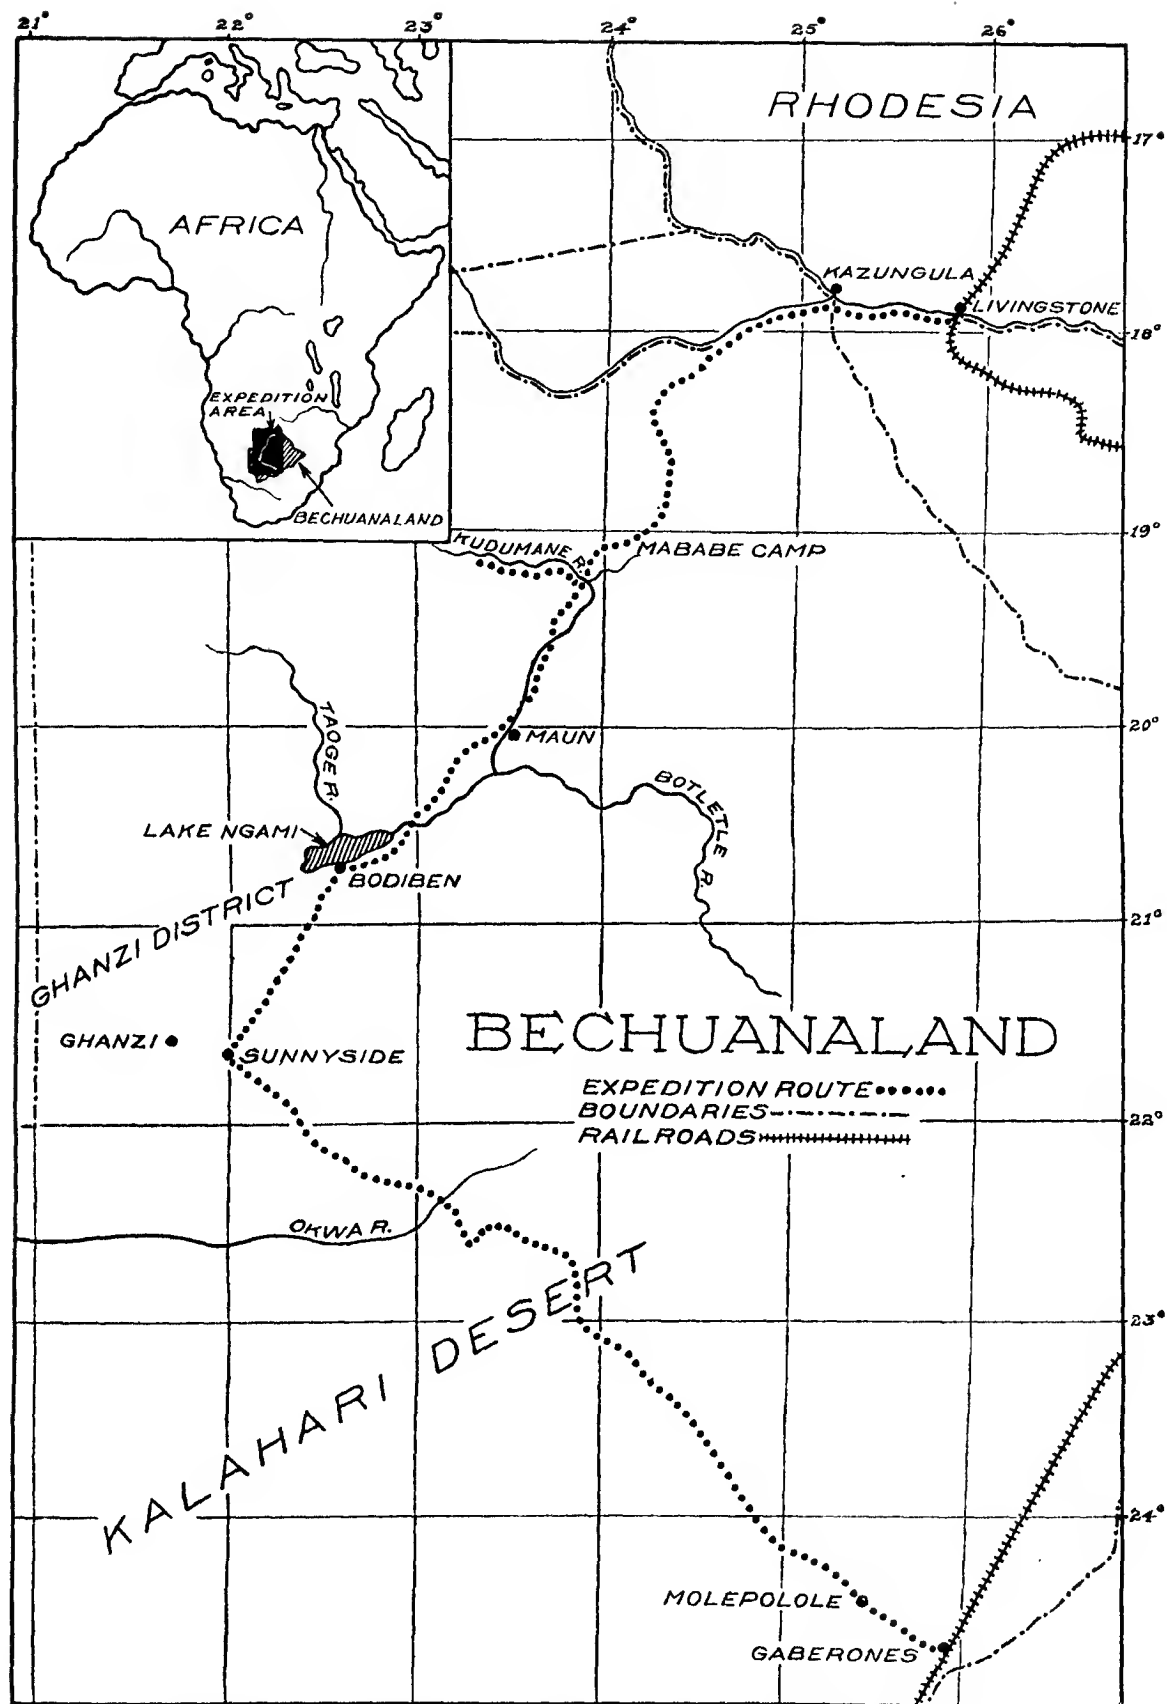 21° 22° 23° 24° 25° 26°
RHODESIA
17°
AFRICA
KAZUNGULA
LIVINGSTONE
18°
EXPEDITION
AREA
BECHUANALAND
19°
KUDUMANE R.
MABABE CAMP
TAOGE R.
20°
MAUN
BOTLETLE R.
LAKE NGAMI
BODIBEN
GHANZI DISTRICT
21°
BECHUANALAND
GHANZI
SUNNYSIDE
EXPEDITION ROUTE
BOUNDARIES
RAILROADS
22°
OKWA R.
KALAHARI DESERT
23°
24°
MOLEPOLOLE
GABERONES